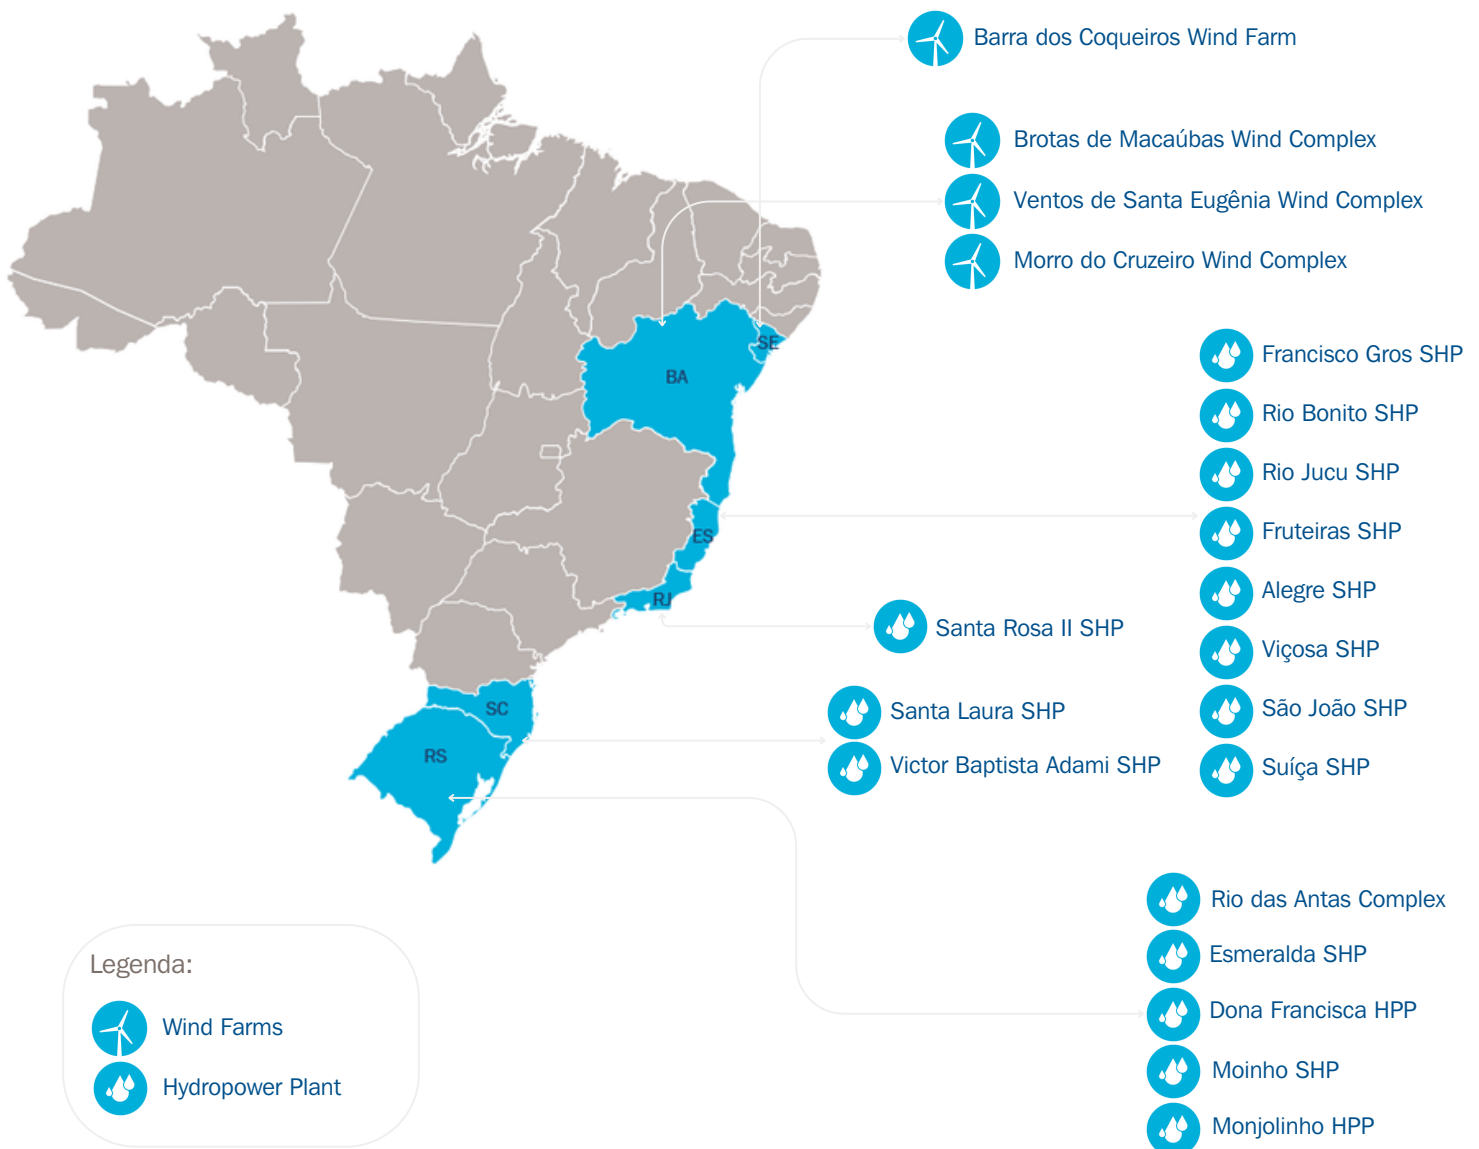 Barra dos Coqueiros Wind Farm
Brotas de Macaúbas Wind Complex
Ventos de Santa Eugênia Wind Complex
Morro do Cruzeiro Wind Complex
SE
BA
ES
RJ
SC
RS
Francisco Gros SHP
Rio Bonito SHP
Rio Jucu SHP
Fruteiras SHP
Alegre SHP
Viçosa SHP
São João SHP
Suíça SHP
Santa Rosa II SHP
Santa Laura SHP
Victor Baptista Adami SHP
Rio das Antas Complex
Esmeralda SHP
Dona Francisca HPP
Moinho SHP
Monjolinho HPP
Legenda:
Wind Farms
Hydropower Plant